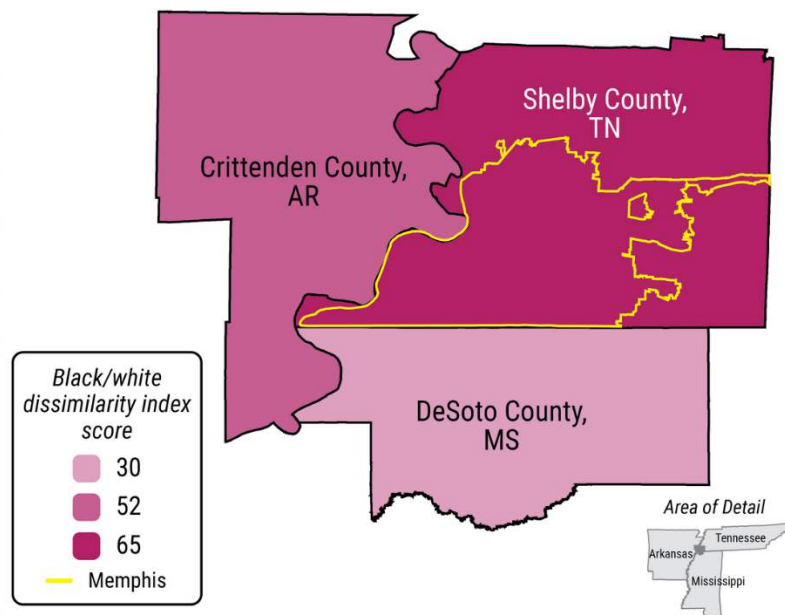 Shelby County,
TN
Crittenden County,
AR
DeSoto County,
MS
Black/white
dissimilarity index
score
30
52
65
Memphis
Area of Detail
Tennessee
Arkansas
Mississippi